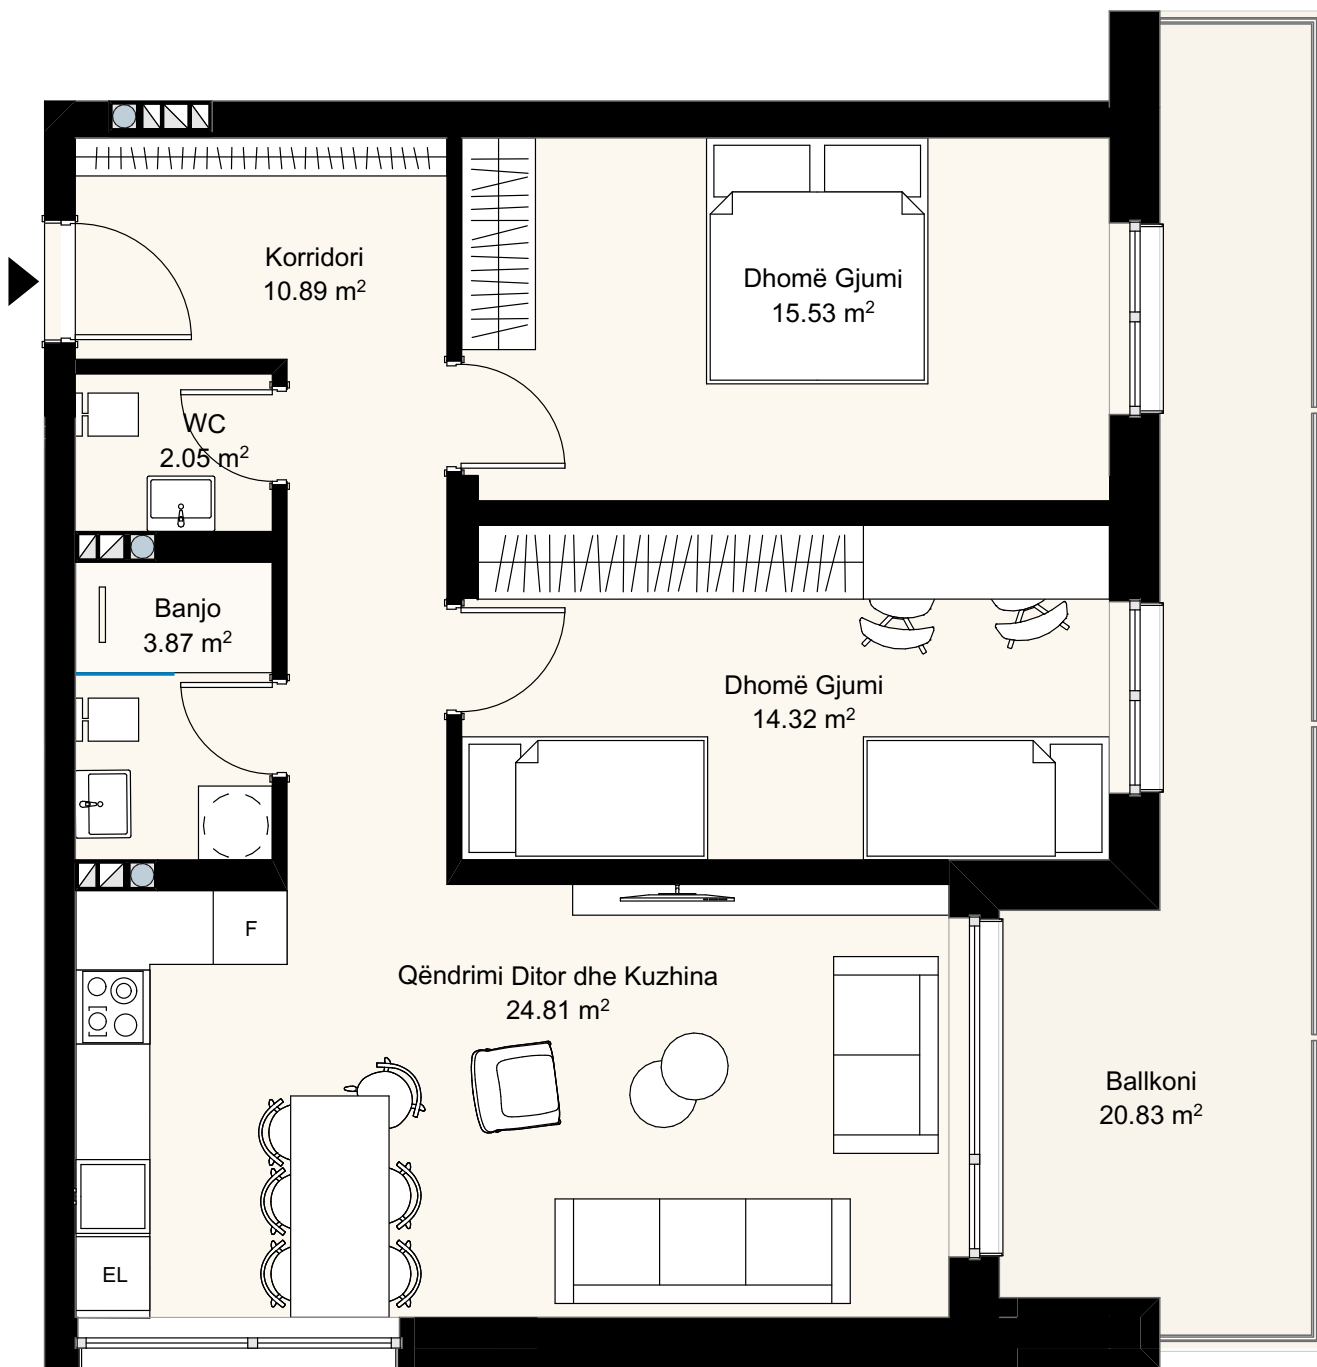 Korridori
10.89 m²
Dhomë Gjumi
15.53 m²
WC
2.05 m²
Banjo
3.87 m²
Dhomë Gjumi
14.32 m²
F
Qëndrimi Ditor dhe Kuzhina
24.81 m²
Ballkoni
20.83 m²
EL